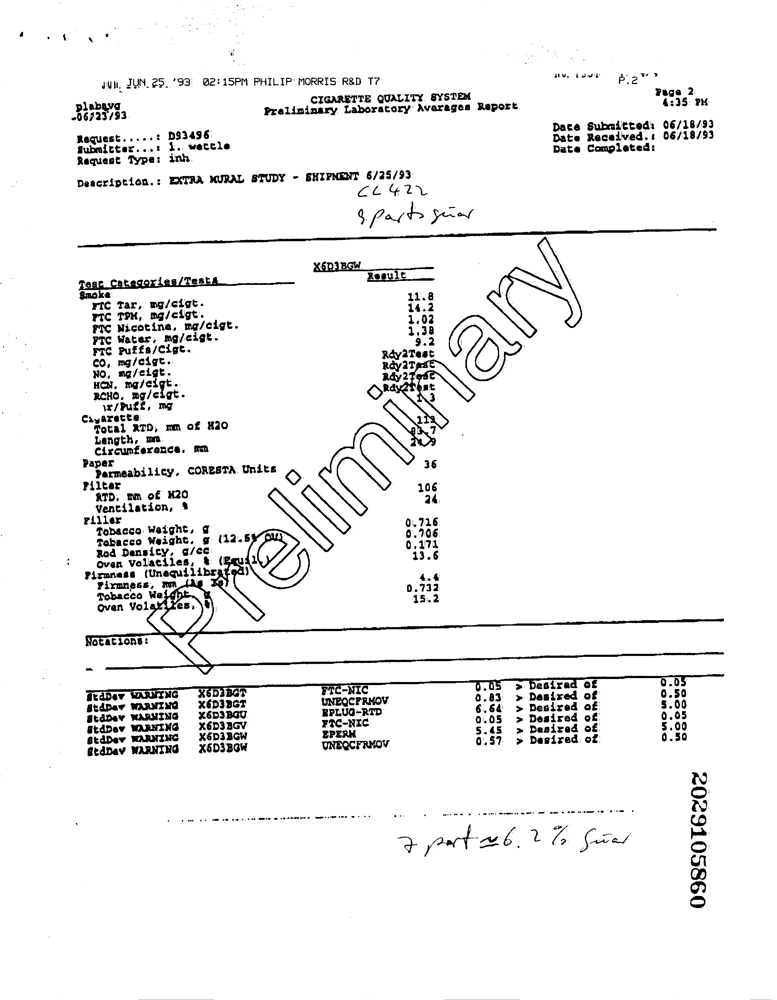 JUN. JUN. 25. '93 02:15PM PHILIP MORRIS R&D T7 P.2
plabavg CIGARETTE QUALITY SYSTEM Page 2
-06/23/93 Preliminary Laboratory Averages Report 4:35 PM
Request.....: D93496 Date Submitted: 06/18/93
Submitter...: l. wettle Date Received.: 06/18/93
Request Type: inh Date Completed:
Description.: EXTRA MURAL STUDY - SHIPMENT 6/25/93
CL 422
parts guar
X6D3BGW
Test Categories/Tests Result
Smoke
FTC Tar, mg/cigt. 11.8
FTC TPM, mg/cigt. 14.2
FTC Nicotine, mg/cigt. 1.02
FTC Water, mg/cigt. 1.38
FTC Puffs/Cigt. 9.2
CO, mg/cigt. Rdy2Test
NO, mg/cigt. Rdy2Test
HCN, mg/cigt. Rdy2Test
RCHO, mg/cigt. Rdy2Test
/Puff, mg 1.3
Cigarette
Total RTD, mm of H2O 113
Length, mm 83.7
Circumference, mm 24.9
Paper
Permeability, CORESTA Units 36
Filter
RTD, mm of H2O 106
Ventilation, % 24
Filler
Tobacco Weight, g 0.716
Tobacco Weight, g (12.5% OV) 0.706
Rod Density, g/cc 0.171
Oven Volatiles, % (Equil.) 13.6
Firmness (Unequilibrated)
Firmness, mm (As Is) 4.4
Tobacco Weight, g 0.732
Oven Volatiles, % 15.2
Preliminary
Notations:
StdDev WARNING X6D3BGT FTC-NIC 0.05 > Desired of 0.05
StdDev WARNING X6D3BGT UNEQCFRMOV 0.83 > Desired of 0.50
StdDev WARNING X6D3BGU EPLUG-RTD 6.64 > Desired of 5.00
StdDev WARNING X6D3BGV FTC-NIC 0.05 > Desired of 0.05
StdDev WARNING X6D3BGW EPERM 5.45 > Desired of 5.00
StdDev WARNING X6D3BGW UNEQCFRMOV 0.57 > Desired of 0.50
7 part ≈ 6.2% guar
2029105860